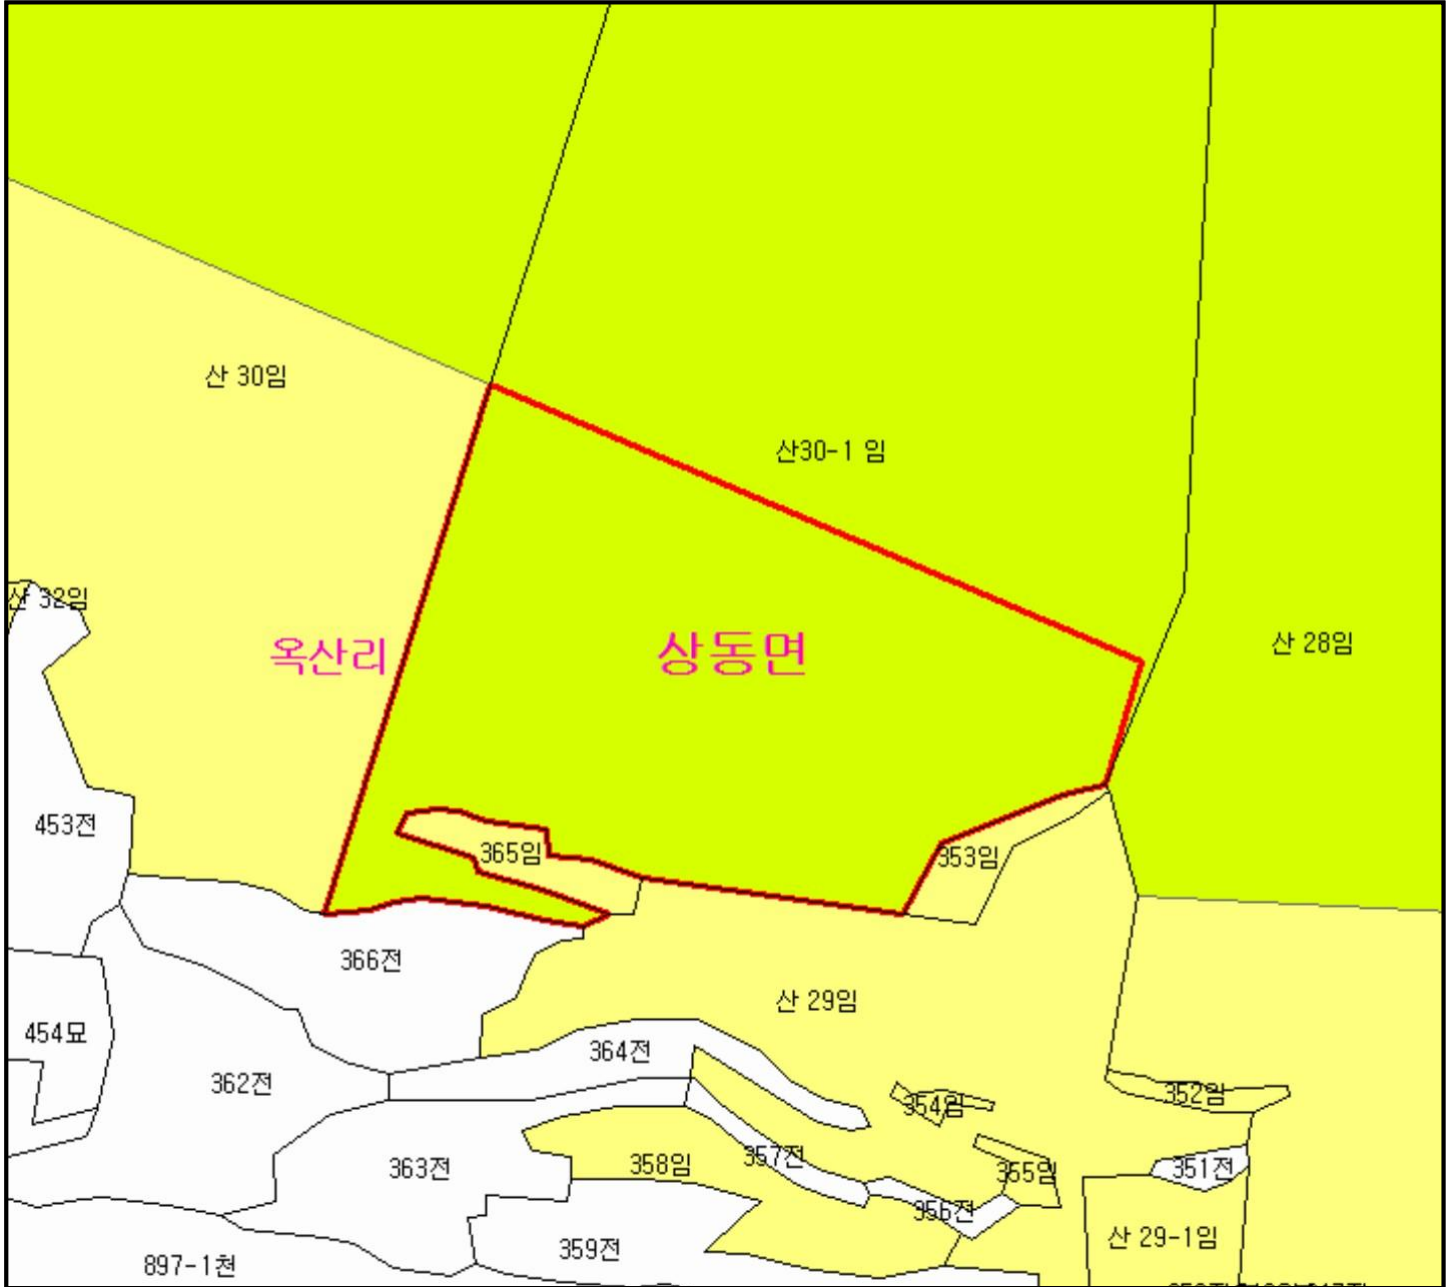 산 30임
산30-1 임
산 32임
옥산리
상동면
산 28임
453전
365임
353임
366전
산 29임
454묘
364전
362전
352임
354임
357전
363전
358임
355임
351전
356전
359전
산 29-1임
897-1천